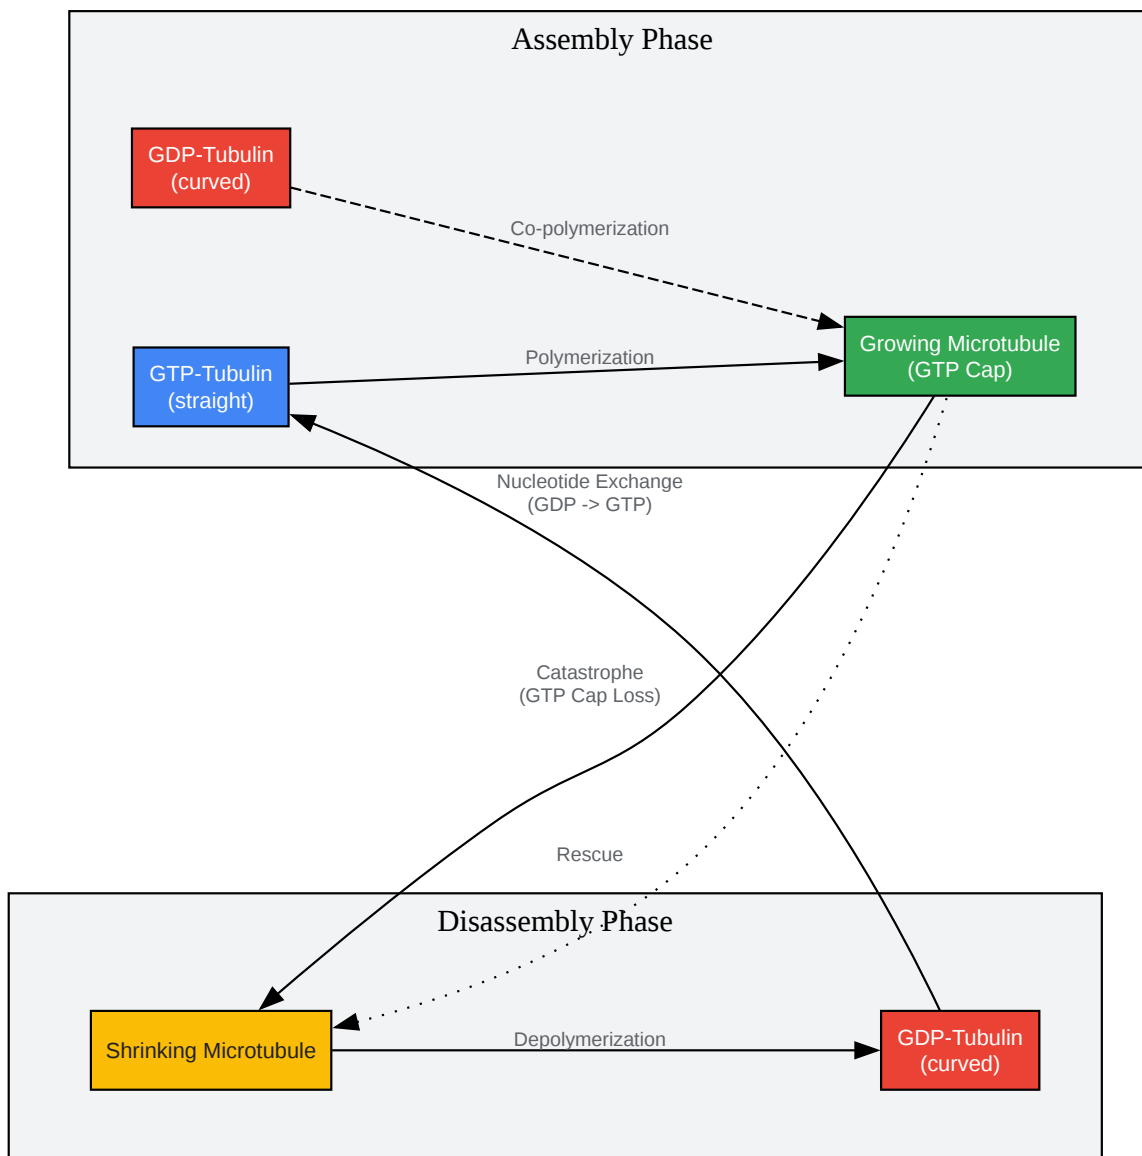 Assembly Phase
GDP-Tubulin
(curved)
Co-polymerization
GTP-Tubulin
(straight)
Polymerization
Growing Microtubule
(GTP Cap)
Nucleotide Exchange
(GDP -> GTP)
Catastrophe
(GTP Cap Loss)
Rescue
Disassembly Phase
Shrinking Microtubule
Depolymerization
GDP-Tubulin
(curved)